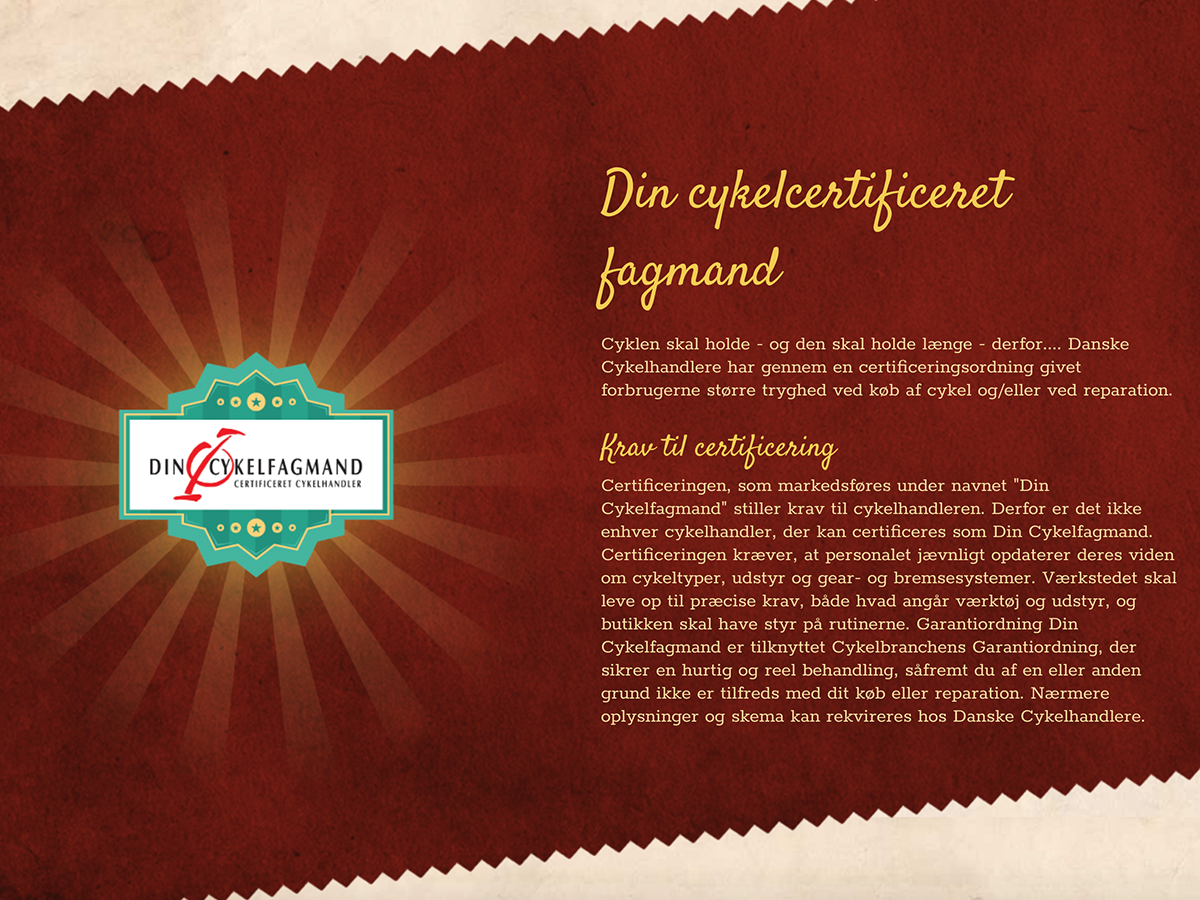 Din cykelcertificeret
fagmand
Cyklen skal holde - og den skal holde længe - derfor.... Danske
Cykelhandlere har gennem en certificeringsordning givet
forbrugerne større tryghed ved køb af cykel og/eller ved reparation.
DIN CYKELFAGMAND
CERTIFICERET CYKELHANDLER
Krav til certificering
Certificeringen, som markedsføres under navnet "Din
Cykelfagmand" stiller krav til cykelhandleren. Derfor er det ikke
enhver cykelhandler, der kan certificeres som Din Cykelfagmand.
Certificeringen kræver, at personalet jævnligt opdaterer deres viden
om cykeltyper, udstyr og gear- og bremsesystemer. Værkstedet skal
leve op til præcise krav, både hvad angår værktøj og udstyr, og
butikken skal have styr på rutinerne. Garantiordning Din
Cykelfagmand er tilknyttet Cykelbranchens Garantiordning, der
sikrer en hurtig og reel behandling, såfremt du af en eller anden
grund ikke er tilfreds med dit køb eller reparation. Nærmere
oplysninger og skema kan rekvireres hos Danske Cykelhandlere.